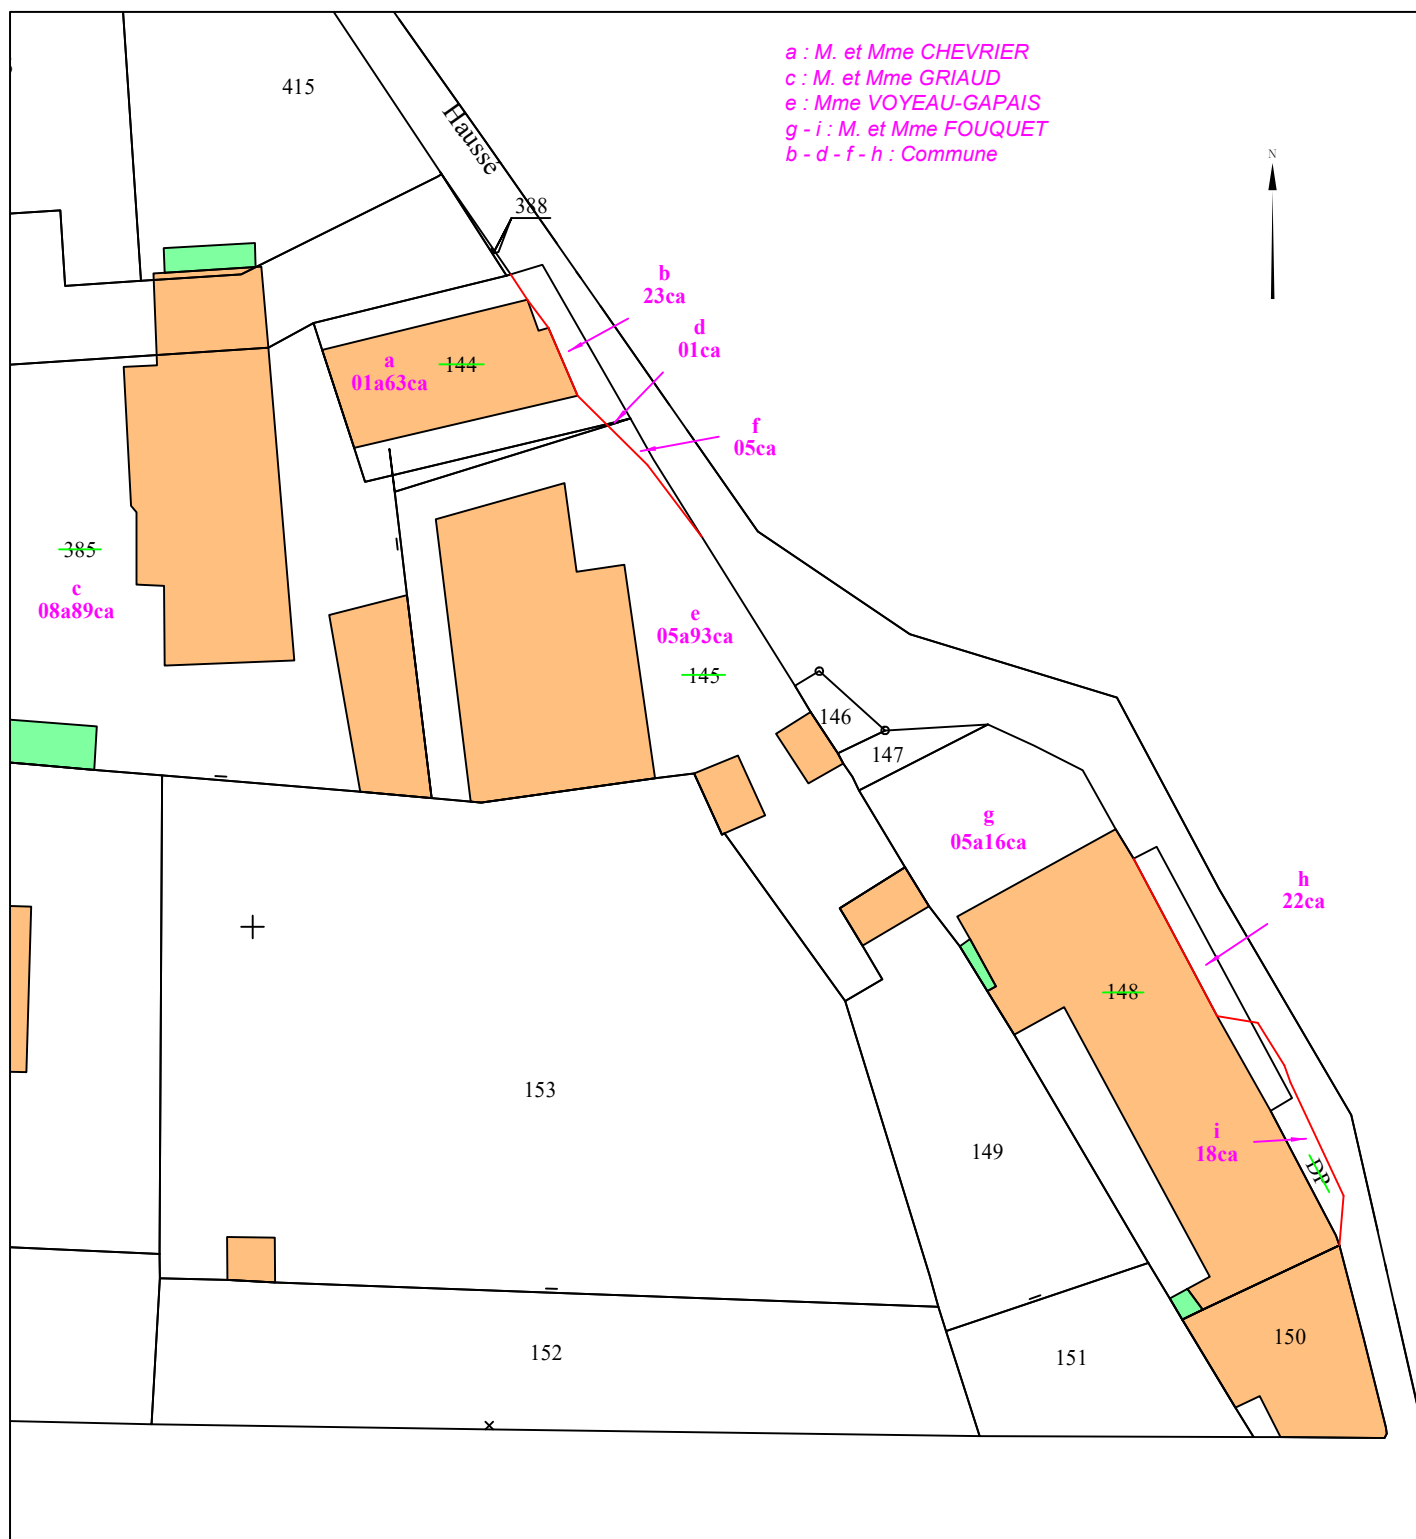 a : M. et Mme CHEVRIER
c : M. et Mme GRIAUD
e : Mme VOYEAU-GAPAIS
g - i : M. et Mme FOUQUET
b - d - f - h : Commune
415
Hausse
N
388
b
23ca
d
01ca
a
01a63ca
144
f
05ca
385
c
08a89ca
e
05a93ca
145
146
147
g
05a16ca
h
22ca
148
153
149
i
18ca
DP
152
151
150